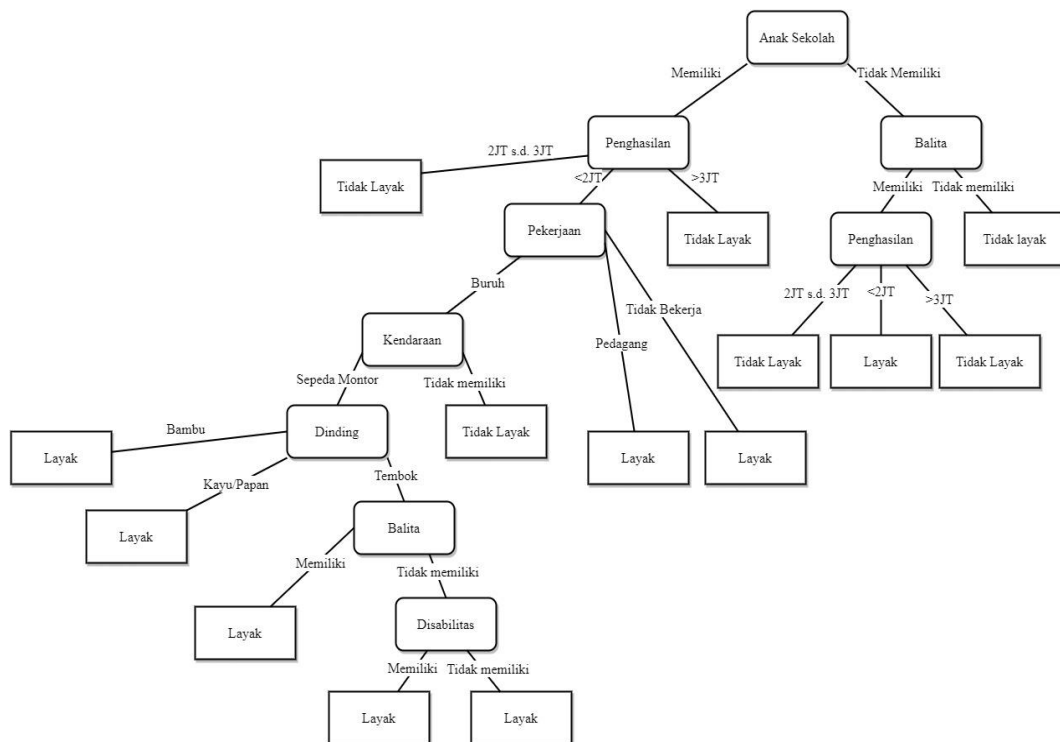 Anak Sekolah
Memiliki
Tidak Memiliki
Penghasilan
Balita
2JT s.d. 3JT
<2JT
>3JT
Memiliki
Tidak memiliki
Tidak Layak
Pekerjaan
Tidak Layak
Penghasilan
Tidak layak
Buruh
Pedagang
Tidak Bekerja
2JT s.d. 3JT
<2JT
>3JT
Kendaraan
Tidak Layak
Layak
Tidak Layak
Sepeda Montor
Tidak memiliki
Dinding
Tidak Layak
Layak
Layak
Bambu
Kayu/Papan
Tembok
Layak
Layak
Balita
Memiliki
Tidak memiliki
Layak
Disabilitas
Memiliki
Tidak memiliki
Layak
Layak